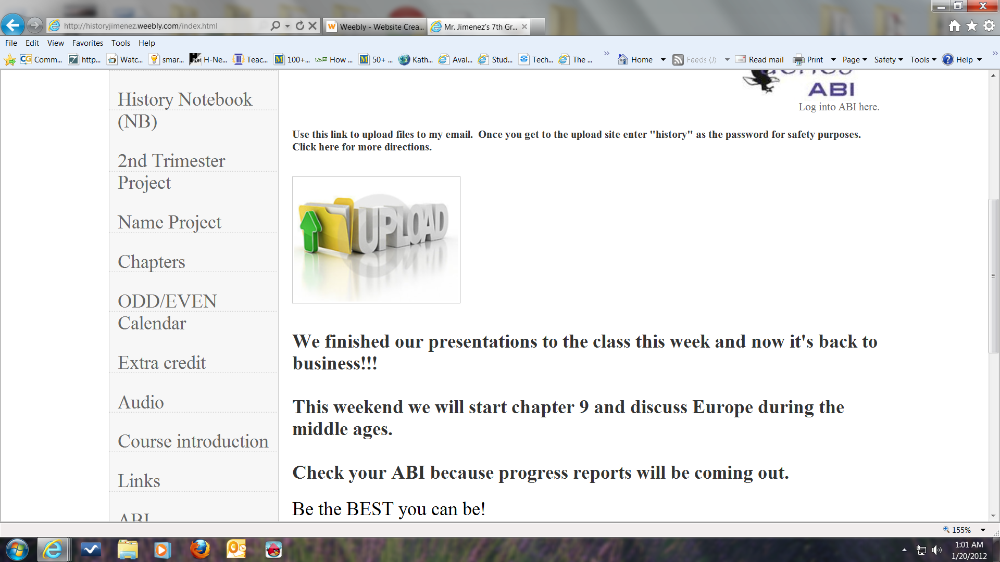 http://historyjimenez.weebly.com/index.html
Weebly - Website Crea...
Mr. Jimenez's 7th Gr...
File Edit View Favorites Tools Help
Comm... http... Watc... smar... H-Ne... Teac... 100+... How ... 50+ ... Kath... Aval... Stud... Tech... The ... Home Feeds (J) Read mail Print Page Safety Tools Help
ABI
Log into ABI here.
History Notebook
(NB)
2nd Trimester
Project
Name Project
Chapters
ODD/EVEN
Calendar
Extra credit
Audio
Course introduction
Links
ABI
Use this link to upload files to my email.  Once you get to the upload site enter "history" as the password for safety purposes.
Click here for more directions.
UPLOAD
We finished our presentations to the class this week and now it's back to
business!!!
This weekend we will start chapter 9 and discuss Europe during the
middle ages.
Check your ABI because progress reports will be coming out.
Be the BEST you can be!
155%
1:01 AM
1/20/2012